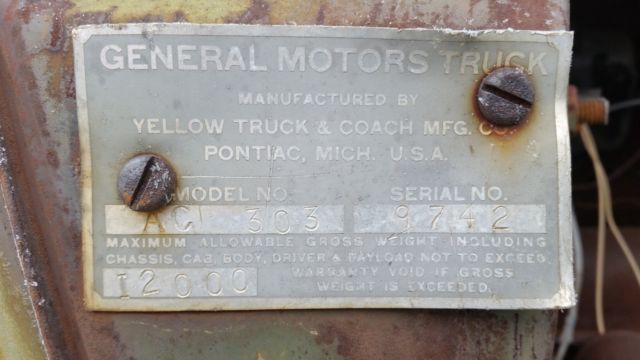 GENERAL MOTORS TRUCK
MANUFACTURED BY
YELLOW TRUCK & COACH MFG. CO.
PONTIAC, MICH. U.S.A.
MODEL NO. SERIAL NO.
AC 303 9742
MAXIMUM ALLOWABLE GROSS WEIGHT INCLUDING
CHASSIS, CAB, BODY, DRIVER & PAYLOAD NOT TO EXCEED
12000 WARRANTY VOID IF GROSS
WEIGHT IS EXCEEDED.